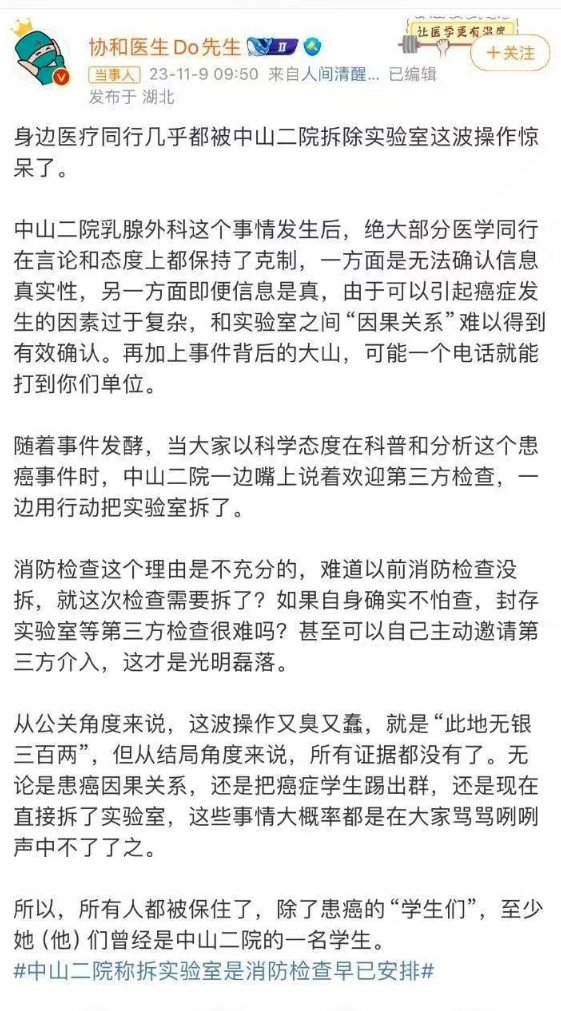 社医学更有温度
协和医生Do先生 II
+关注
当事人 23-11-9 09:50 来自人间清醒... 已编辑
发布于 湖北
身边医疗同行几乎都被中山二院拆除实验室这波操作惊
呆了。
中山二院乳腺外科这个事情发生后，绝大部分医学同行
在言论和态度上都保持了克制，一方面是无法确认信息
真实性，另一方面即便信息是真，由于可以引起癌症发
生的因素过于复杂，和实验室之间“因果关系”难以得到
有效确认。再加上事件背后的大山，可能一个电话就能
打到你们单位。
随着事件发酵，当大家以科学态度在科普和分析这个患
癌事件时，中山二院一边嘴上说着欢迎第三方检查，一
边用行动把实验室拆了。
消防检查这个理由是不充分的，难道以前消防检查没
拆，就这次检查需要拆了？如果自身确实不怕查，封存
实验室等第三方检查很难吗？甚至可以自己主动邀请第
三方介入，这才是光明磊落。
从公关角度来说，这波操作又臭又蠢，就是“此地无银
三百两”，但从结局角度来说，所有证据都没有了。无
论是患癌因果关系，还是把癌症学生踢出群，还是现在
直接拆了实验室，这些事情大概率都是在大家骂骂咧咧
声中不了了之。
所以，所有人都被保住了，除了患癌的“学生们”，至少
她（他）们曾经是中山二院的一名学生。
#中山二院称拆实验室是消防检查早已安排#